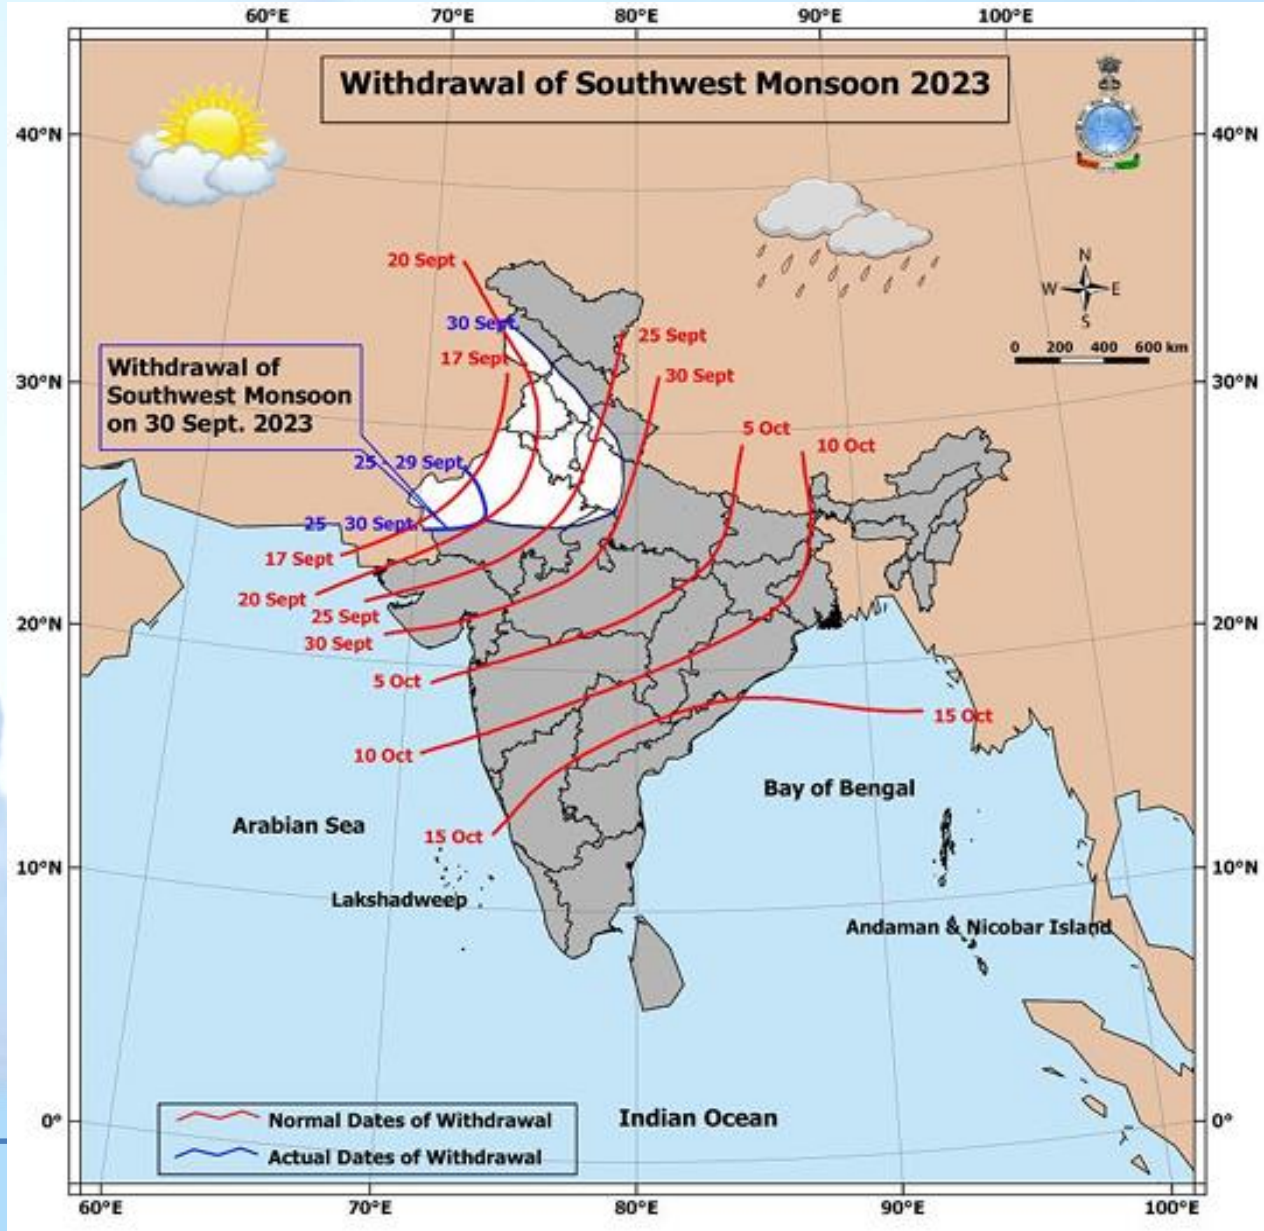 60°E 70°E 80°E 90°E 100°E
Withdrawal of Southwest Monsoon 2023
40°N 40°N
20 Sept
N
W E
S
30 Sept.
25 Sept
0 200 400 600 km
17 Sept
Withdrawal of
Southwest Monsoon
on 30 Sept. 2023
30 Sept
30°N 30°N
5 Oct
10 Oct
25 - 29 Sept.
25 - 30 Sept.
17 Sept
20 Sept
25 Sept
20°N 20°N
30 Sept
5 Oct
15 Oct
10 Oct
Bay of Bengal
Arabian Sea
15 Oct
10°N 10°N
Lakshadweep
Andaman & Nicobar Island
0° 0°
Normal Dates of Withdrawal
Indian Ocean
Actual Dates of Withdrawal
60°E 70°E 80°E 90°E 100°E